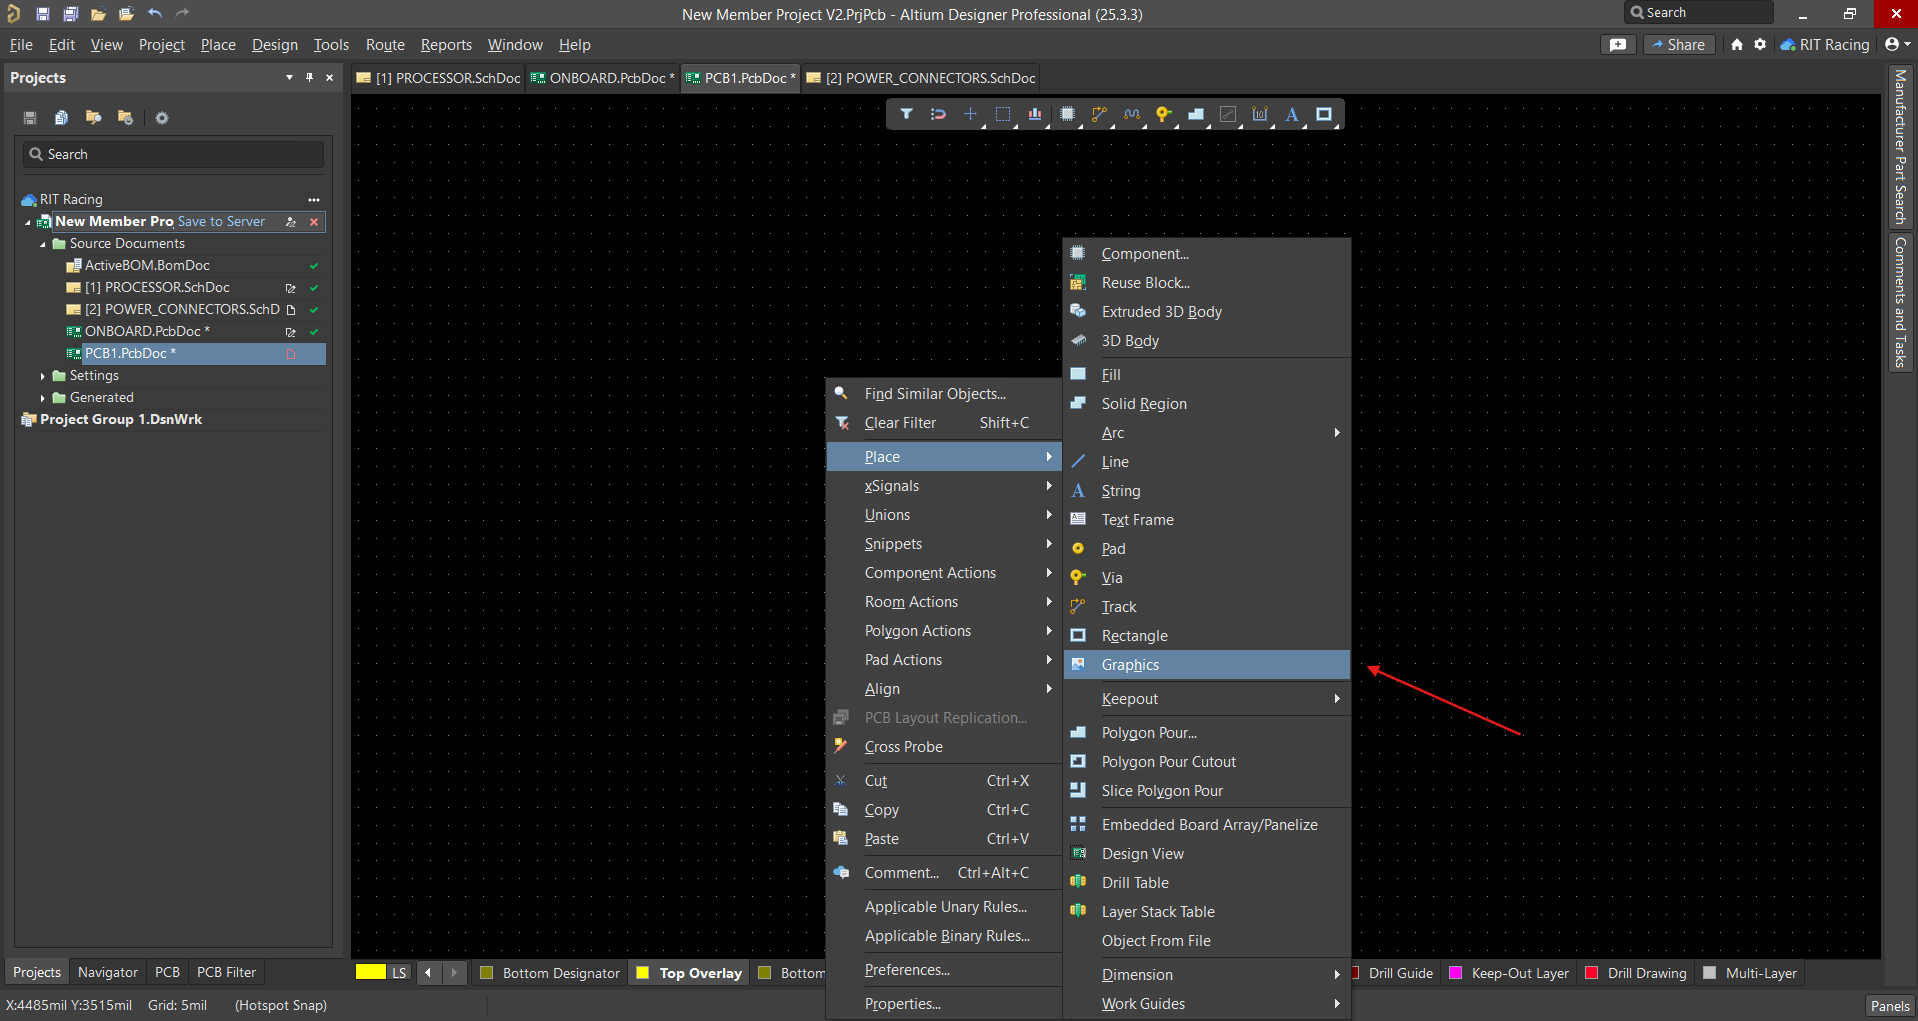 New Member Project V2.PrjPcb - Altium Designer Professional (25.3.3)
Search
File Edit View Project Place Design Tools Route Reports Window Help
Share
RIT Racing
Projects
[1] PROCESSOR.SchDoc
ONBOARD.PcbDoc *
PCB1.PcbDoc *
[2] POWER_CONNECTORS.SchDoc
Search
RIT Racing
New Member Pro Save to Server
Source Documents
ActiveBOM.BomDoc
[1] PROCESSOR.SchDoc
[2] POWER_CONNECTORS.SchD
ONBOARD.PcbDoc *
PCB1.PcbDoc *
Settings
Generated
Project Group 1.DsnWrk
Find Similar Objects...
Clear Filter Shift+C
Place
xSignals
Unions
Snippets
Component Actions
Room Actions
Polygon Actions
Pad Actions
Align
PCB Layout Replication...
Cross Probe
Cut Ctrl+X
Copy Ctrl+C
Paste Ctrl+V
Comment... Ctrl+Alt+C
Applicable Unary Rules...
Applicable Binary Rules...
Preferences...
Properties...
Component...
Reuse Block...
Extruded 3D Body
3D Body
Fill
Solid Region
Arc
Line
String
Text Frame
Pad
Via
Track
Rectangle
Graphics
Keepout
Polygon Pour...
Polygon Pour Cutout
Slice Polygon Pour
Embedded Board Array/Panelize
Design View
Drill Table
Layer Stack Table
Object From File
Dimension
Work Guides
Manufacturer Part Search
Comments and Tasks
Projects Navigator PCB PCB Filter
LS
Bottom Designator
Top Overlay
Bottom
Drill Guide
Keep-Out Layer
Drill Drawing
Multi-Layer
X:4485mil Y:3515mil Grid: 5mil (Hotspot Snap)
Panels